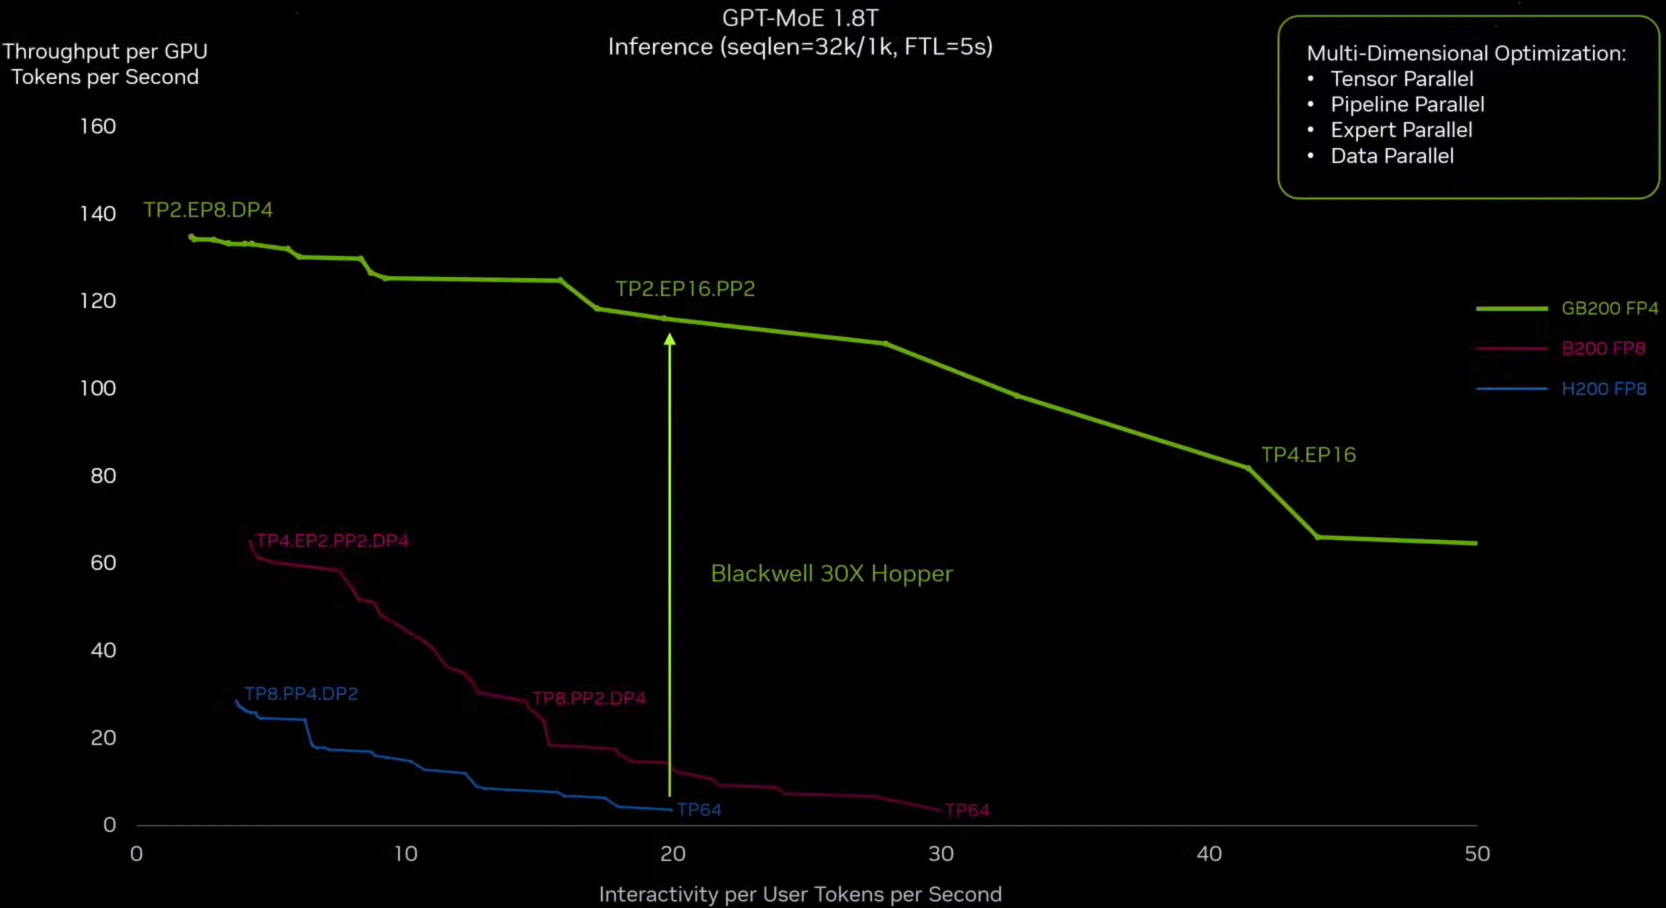 GPT-MoE 1.8T
Inference (seqlen=32k/1k, FTL=5s)
Throughput per GPU
Tokens per Second
Multi-Dimensional Optimization:
• Tensor Parallel
• Pipeline Parallel
• Expert Parallel
• Data Parallel
160
140
120
100
80
60
40
20
0
TP2.EP8.DP4
TP2.EP16.PP2
TP4.EP16
GB200 FP4
B200 FP8
H200 FP8
TP4.EP2.PP2.DP4
Blackwell 30X Hopper
TP8.PP4.DP2
TP8.PP2.DP4
TP64
TP64
0
10
20
30
40
50
Interactivity per User Tokens per Second